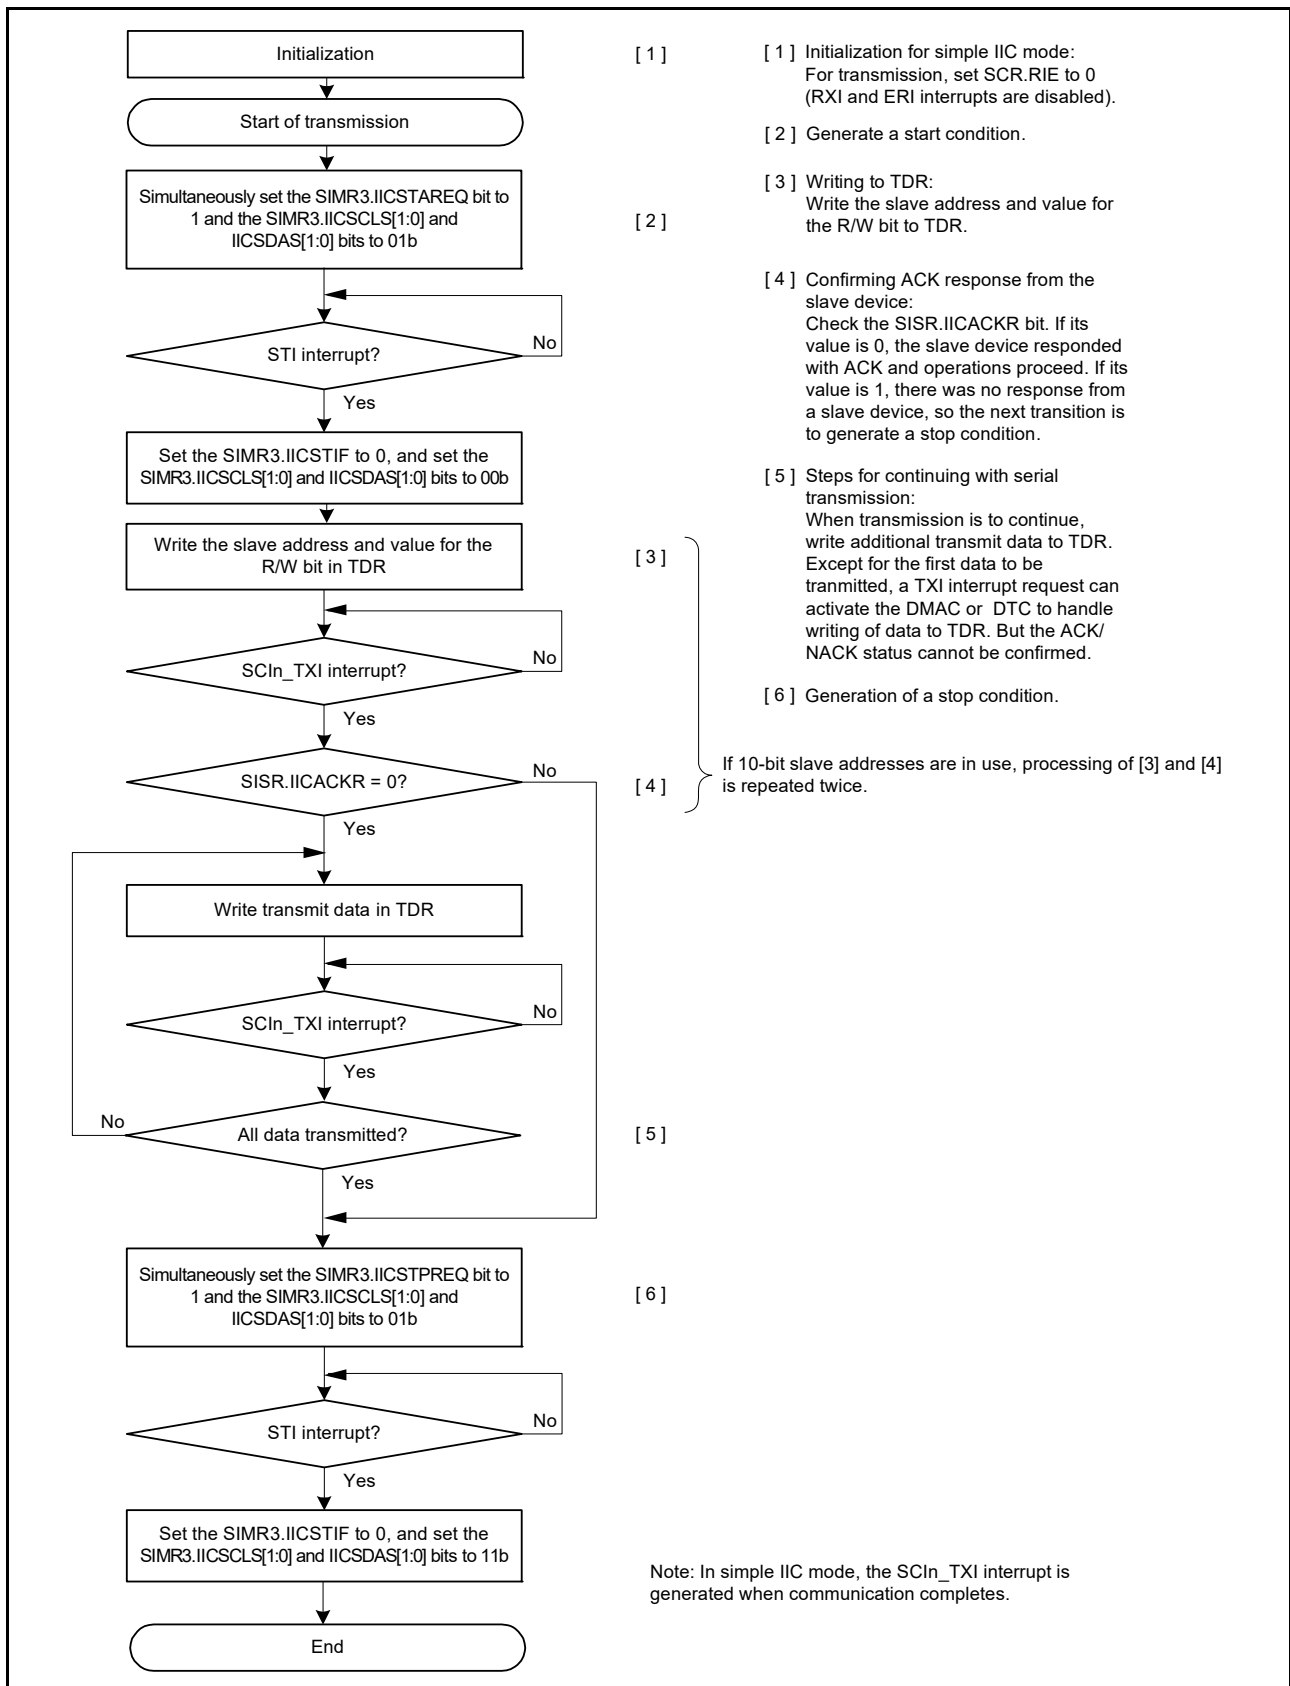 Initialization
[ 1 ]
Start of transmission
Simultaneously set the SIMR3.IICSTAREQ bit to
1 and the SIMR3.IICSCLS[1:0] and
IICSDAS[1:0] bits to 01b
[ 2 ]
STI interrupt?
No
Yes
Set the SIMR3.IICSTIF to 0, and set the
SIMR3.IICSCLS[1:0] and IICSDAS[1:0] bits to 00b
Write the slave address and value for the
R/W bit in TDR
[ 3 ]
SCIn_TXI interrupt?
No
Yes
SISR.IICACKR = 0?
No
[ 4 ]
Yes
Write transmit data in TDR
SCIn_TXI interrupt?
No
Yes
No
All data transmitted?
[ 5 ]
Yes
Simultaneously set the SIMR3.IICSTPREQ bit to
1 and the SIMR3.IICSCLS[1:0] and
IICSDAS[1:0] bits to 01b
[ 6 ]
STI interrupt?
No
Yes
Set the SIMR3.IICSTIF to 0, and set the
SIMR3.IICSCLS[1:0] and IICSDAS[1:0] bits to 11b
End
[ 1 ] Initialization for simple IIC mode:
For transmission, set SCR.RIE to 0
(RXI and ERI interrupts are disabled).
[ 2 ] Generate a start condition.
[ 3 ] Writing to TDR:
Write the slave address and value for
the R/W bit to TDR.
[ 4 ] Confirming ACK response from the
slave device:
Check the SISR.IICACKR bit. If its
value is 0, the slave device responded
with ACK and operations proceed. If its
value is 1, there was no response from
a slave device, so the next transition is
to generate a stop condition.
[ 5 ] Steps for continuing with serial
transmission:
When transmission is to continue,
write additional transmit data to TDR.
Except for the first data to be
tranmitted, a TXI interrupt request can
activate the DMAC or DTC to handle
writing of data to TDR. But the ACK/
NACK status cannot be confirmed.
[ 6 ] Generation of a stop condition.
If 10-bit slave addresses are in use, processing of [3] and [4]
is repeated twice.
Note: In simple IIC mode, the SCIn_TXI interrupt is
generated when communication completes.